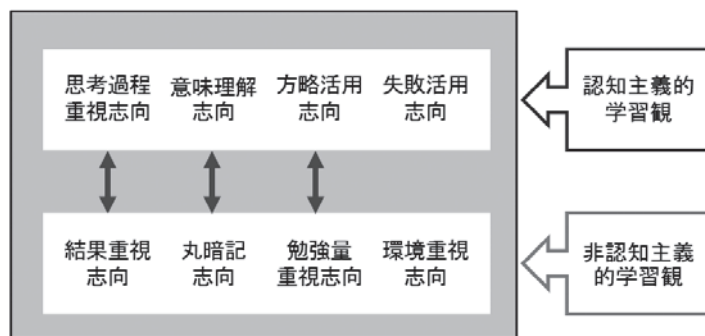 思考過程
重視志向
意味理解
志向
方略活用
志向
失敗活用
志向
認知主義的
学習観
結果重視
志向
丸暗記
志向
勉強量
重視志向
環境重視
志向
非認知主義
的学習観